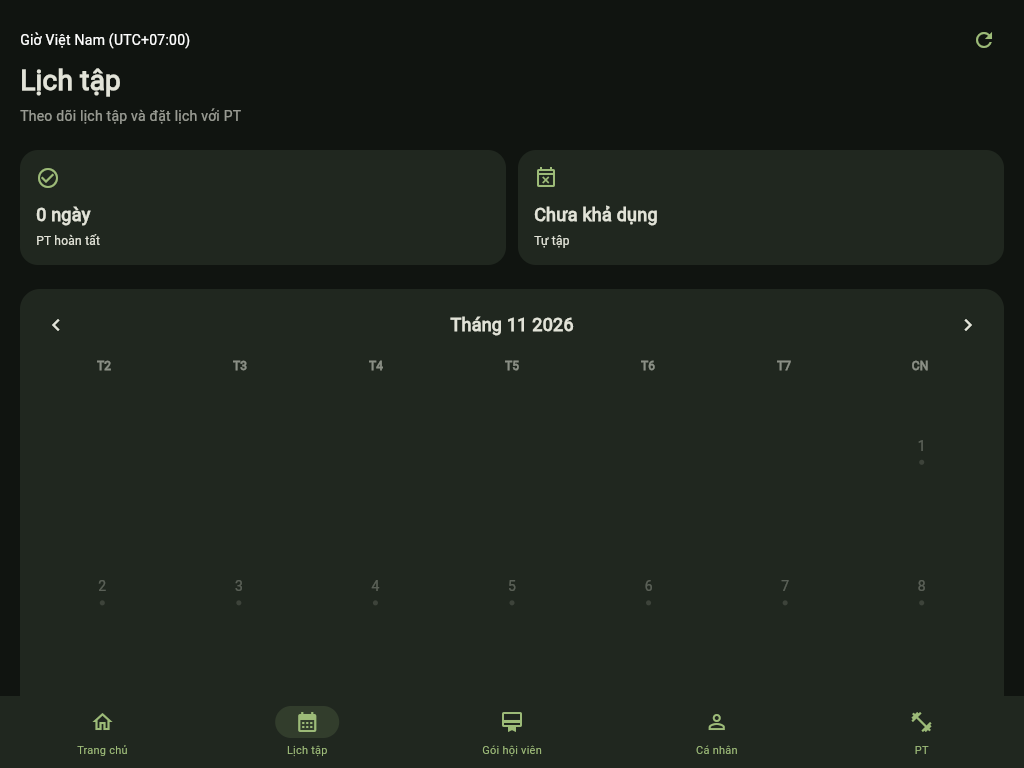 Giờ Việt Nam (UTC+07:00)
Lịch tập
Theo dõi lịch tập và đặt lịch với PT
0 ngày
PT hoàn tất
Chưa khả dụng
Tự tập
Tháng 11 2026
T2 T3 T4 T5 T6 T7 CN
1
2 3 4 5 6 7 8
Trang chủ Lịch tập Gói hội viên Cá nhân PT